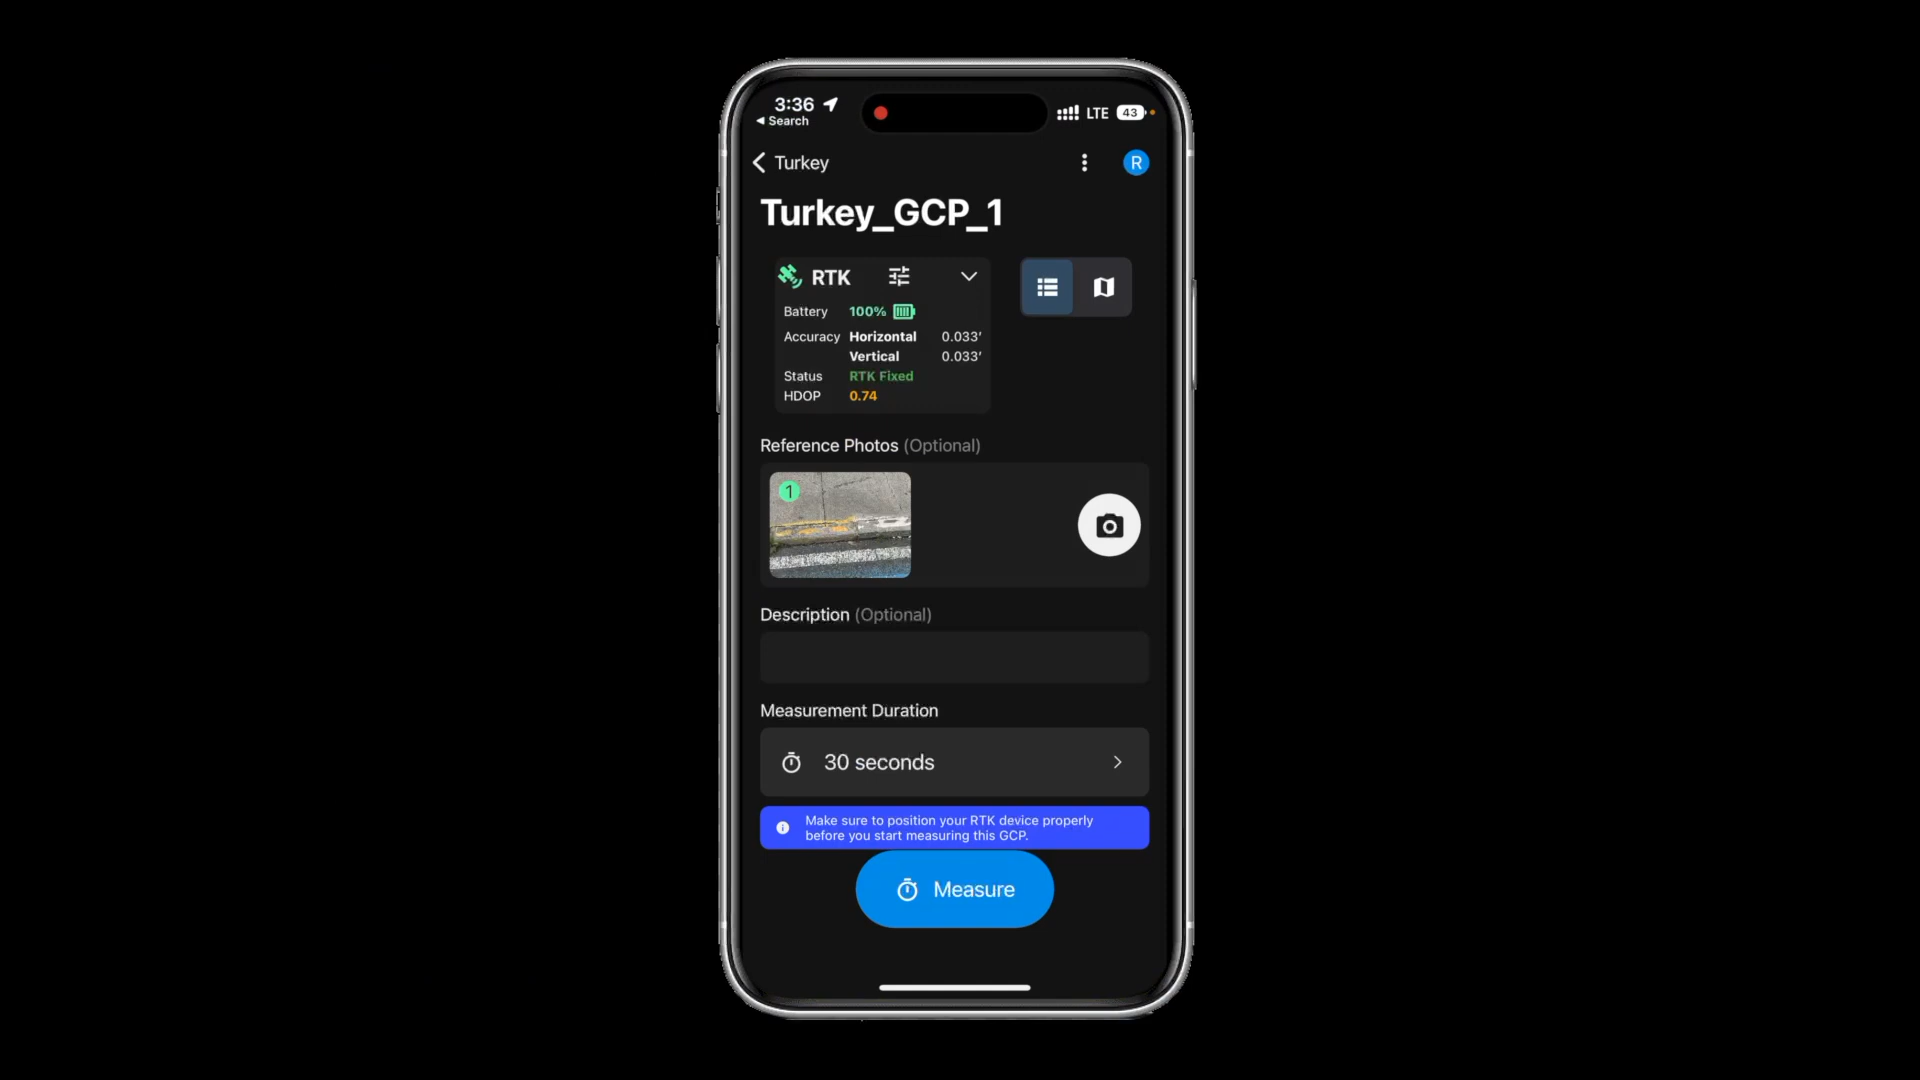 3:36
◀ Search
LTE 43
Turkey
R
Turkey_GCP_1
RTK
Battery 100%
Accuracy Horizontal 0.033’
Vertical 0.033’
Status RTK Fixed
HDOP 0.74
Reference Photos (Optional)
1
Description (Optional)
Measurement Duration
30 seconds
Make sure to position your RTK device properly
before you start measuring this GCP.
Measure